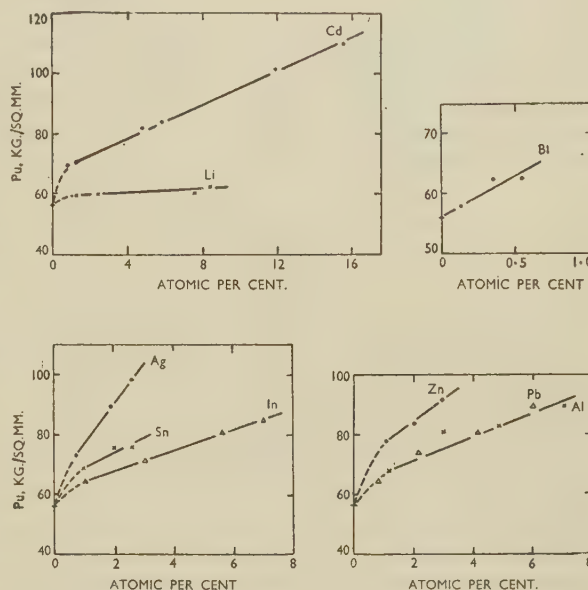 120
100
80
60
40
Pu, KG./SQ.MM.
Cd
Li
0 4 8 12 16
ATOMIC PER CENT.
70
60
50
BI
0 0·5 1·0
ATOMIC PER CENT
100
80
60
40
Pu, KG./SQ.MM.
Ag
Sn
In
0 2 4 6 8
ATOMIC PER CENT
100
80
60
40
Zn
Pb
Al
0 2 4 6 8
ATOMIC PER CENT.